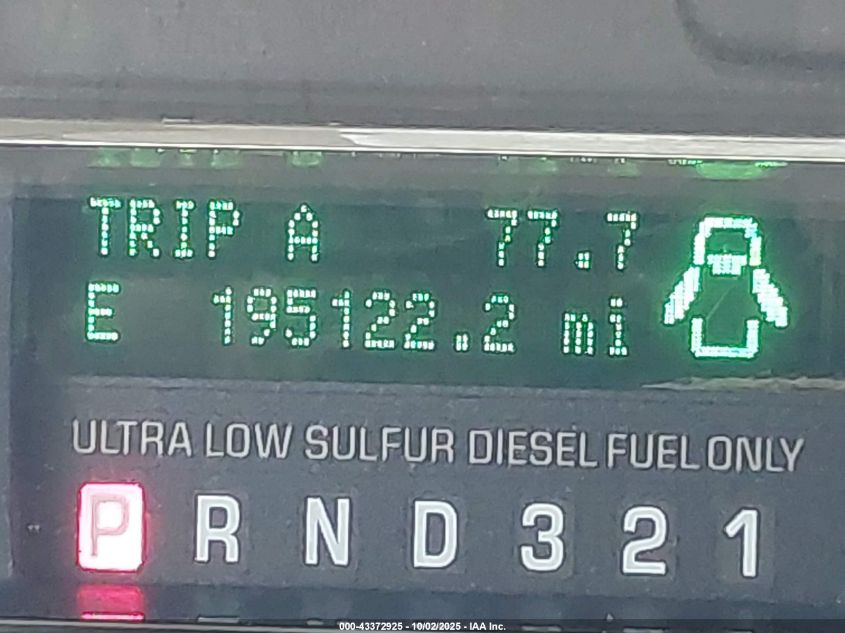 TRIP A 77.7
E 195122.2 mi
ULTRA LOW SULFUR DIESEL FUEL ONLY
P R N D 3 2 1
000-43372925 - 10/02/2025 - IAA Inc.